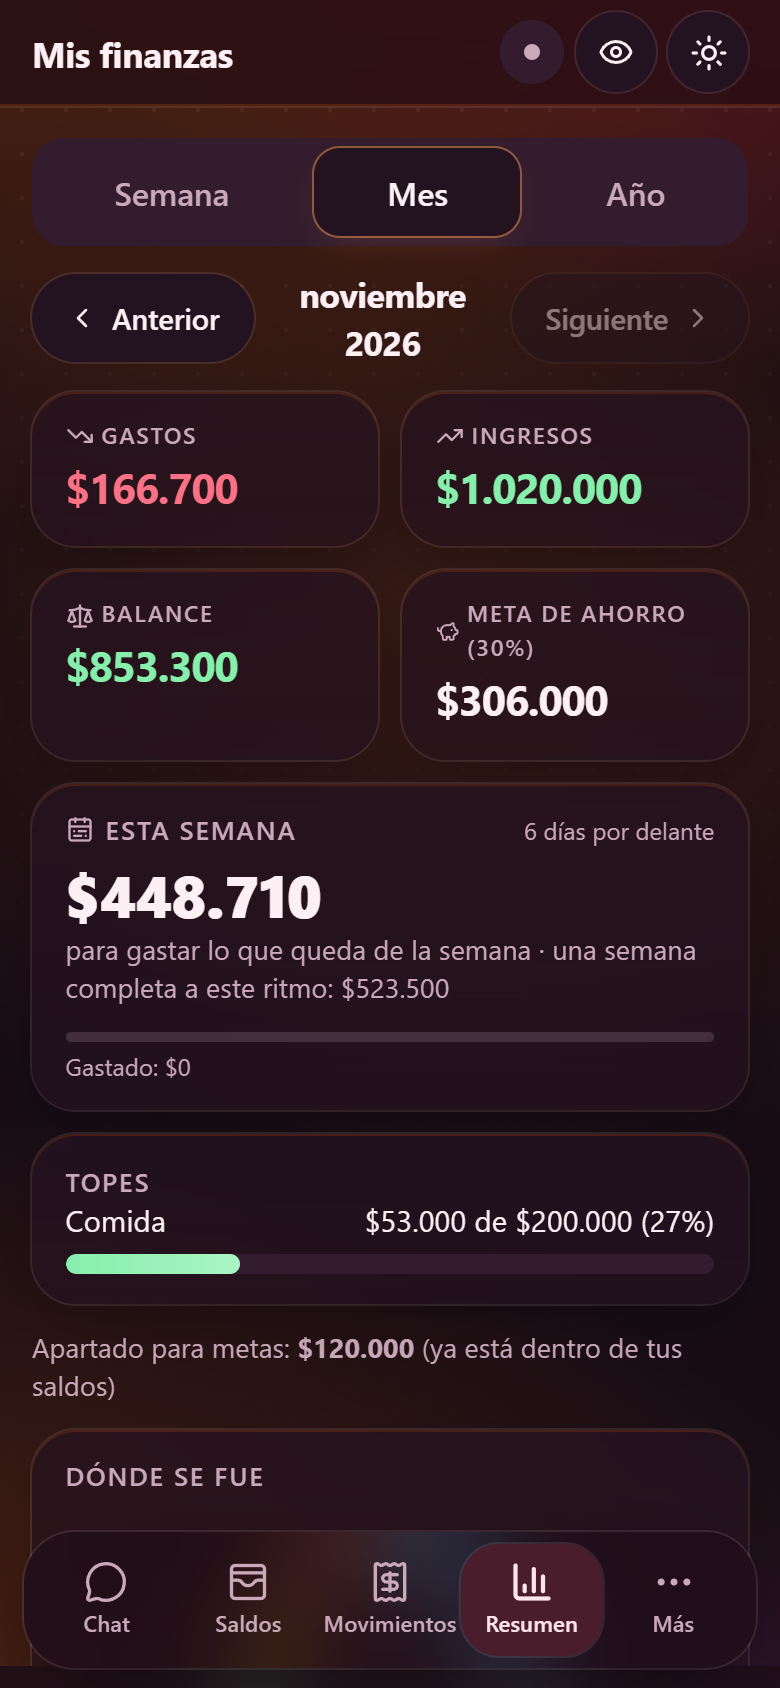 Mis finanzas
Semana
Mes
Año
Anterior
noviembre
2026
Siguiente
GASTOS
$166.700
INGRESOS
$1.020.000
BALANCE
$853.300
META DE AHORRO
(30%)
$306.000
ESTA SEMANA
6 días por delante
$448.710
para gastar lo que queda de la semana · una semana
completa a este ritmo: $523.500
Gastado: $0
TOPES
Comida
$53.000 de $200.000 (27%)
Apartado para metas: $120.000 (ya está dentro de tus
saldos)
DÓNDE SE FUE
Chat
Saldos
Movimientos
Resumen
Más